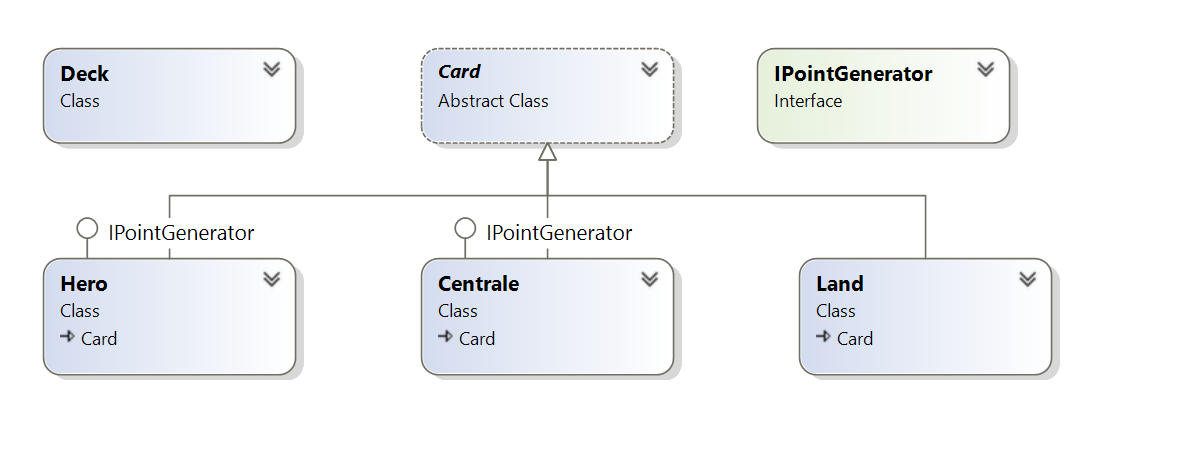 Deck
Class
Card
Abstract Class
IPointGenerator
Interface
IPointGenerator
IPointGenerator
Hero
Class
Card
Centrale
Class
Card
Land
Class
Card